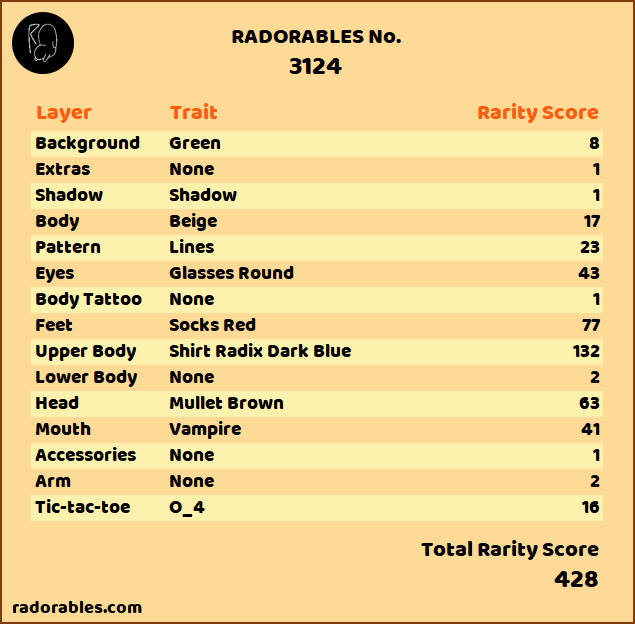 RADORABLES No.
3124
Layer Trait Rarity Score
Background Green 8
Extras None 1
Shadow Shadow 1
Body Beige 17
Pattern Lines 23
Eyes Glasses Round 43
Body Tattoo None 1
Feet Socks Red 77
Upper Body Shirt Radix Dark Blue 132
Lower Body None 2
Head Mullet Brown 63
Mouth Vampire 41
Accessories None 1
Arm None 2
Tic-tac-toe O_4 16
Total Rarity Score
428
radorables.com